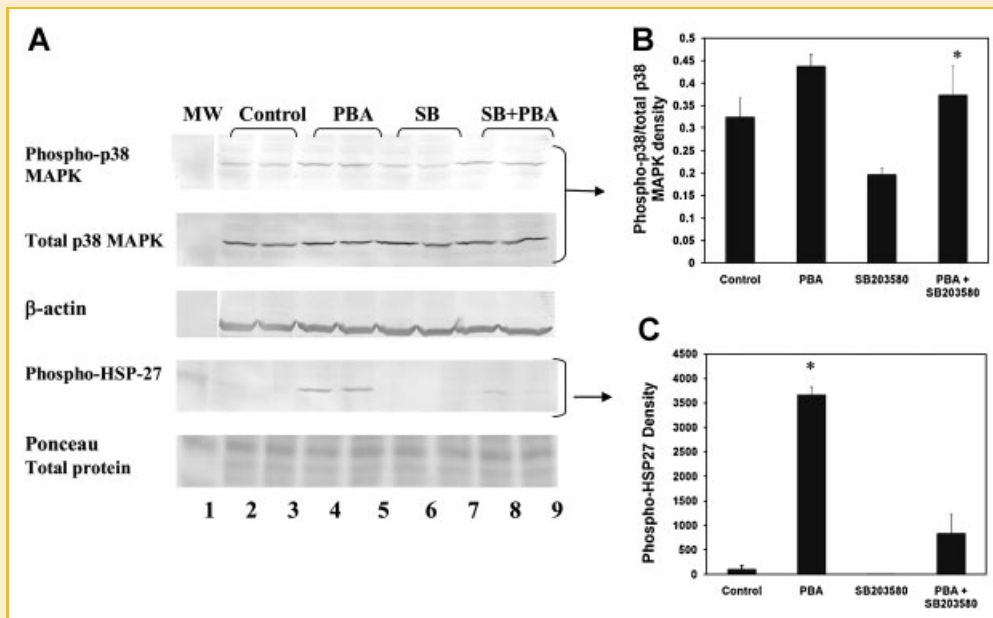 A
MW Control PBA SB SB+PBA
Phospho-p38
MAPK
Total p38 MAPK
β-actin
Phospho-HSP-27
Ponceau
Total protein
1 2 3 4 5 6 7 8 9
B
Phospho-p38/total p38
MAPK density
0.5
0.45
0.4
0.35
0.3
0.25
0.2
0.15
0.1
0.05
0
*
Control PBA SB203580 PBA +
SB203580
C
Phospho-HSP27 Density
4500
4000
3500
3000
2500
2000
1500
1000
500
0
*
Control PBA SB203580 PBA +
SB203580